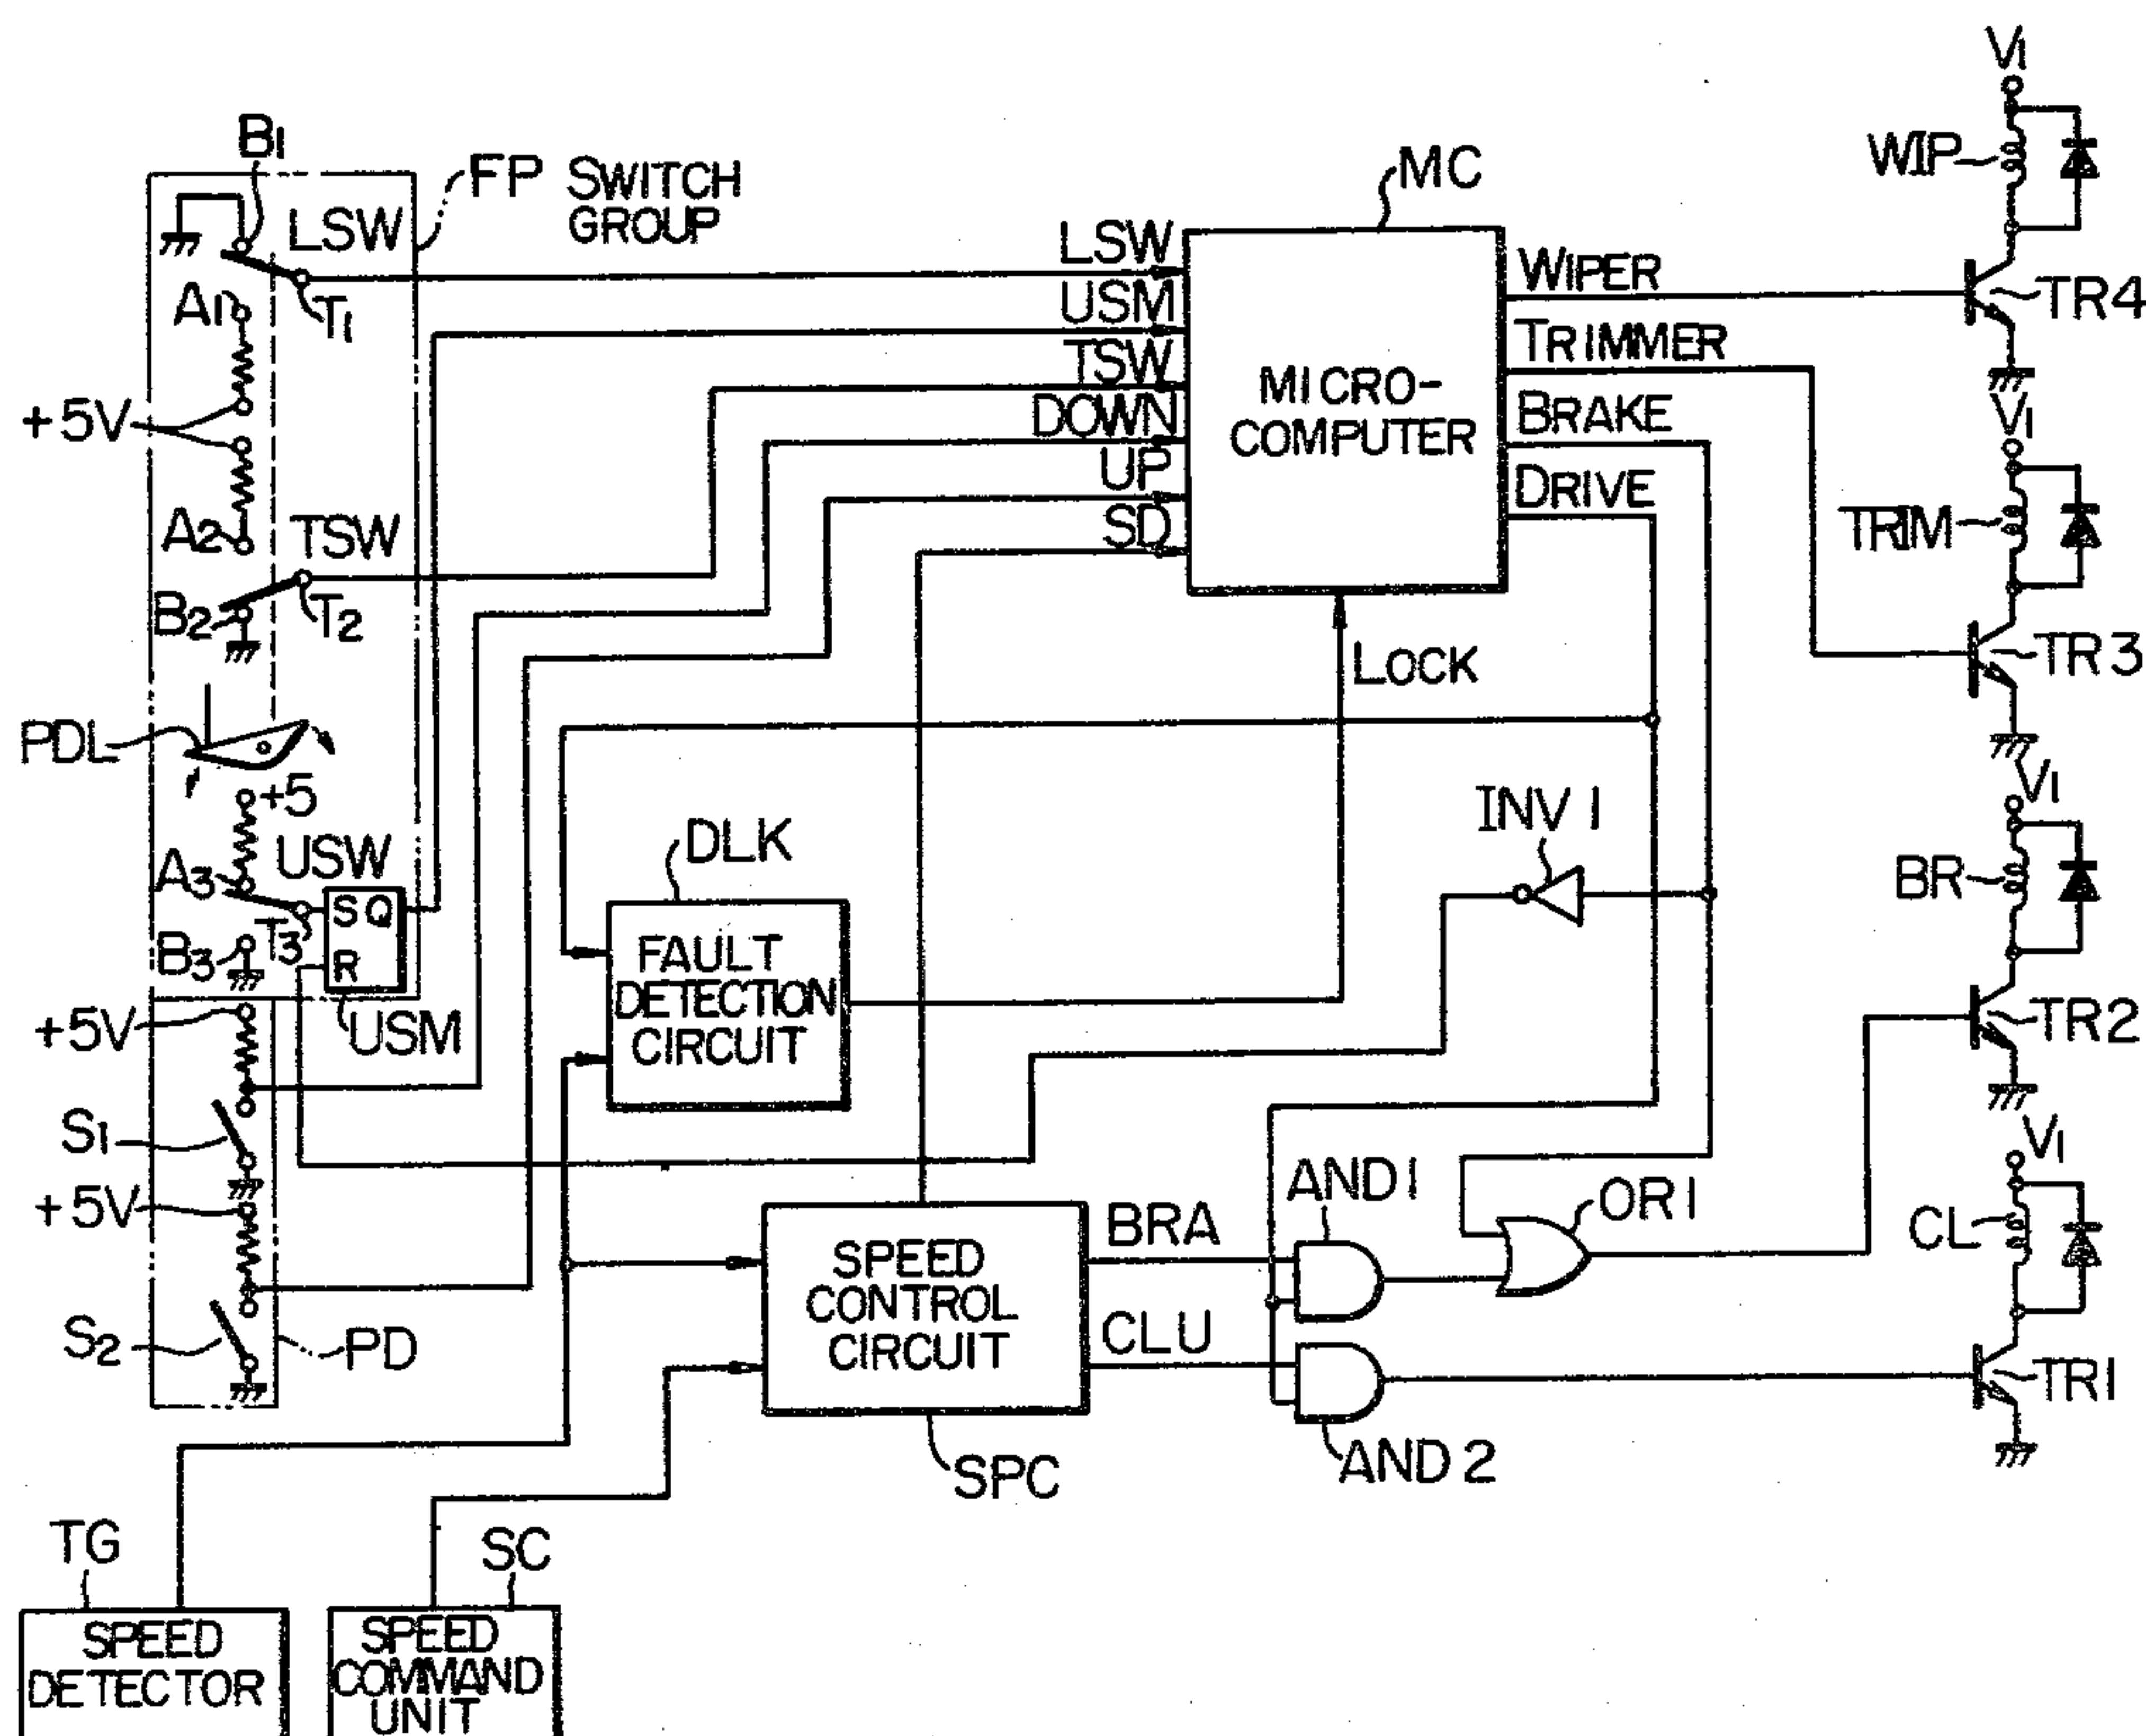 B1
FP SWITCH
GROUP
LSW
A1
T1
+5V
A2
TSW
B2
T2
PDL
+5
USW
A3
T3
S Q
R
B3
USM
+5V
S1
+5V
S2
PD
LSW
USM
TSW
DOWN
UP
SD
MC
MICRO-
COMPUTER
WIPER
TRIMMER
BRAKE
DRIVE
LOCK
INV 1
DLK
FAULT
DETECTION
CIRCUIT
SPEED
CONTROL
CIRCUIT
SPC
BRA
CLU
AND 1
AND 2
OR 1
V1
WIP
TR4
V1
TRIM
TR3
V1
BR
TR2
V1
CL
TR1
TG
SPEED
DETECTOR
SC
SPEED
COMMAND
UNIT